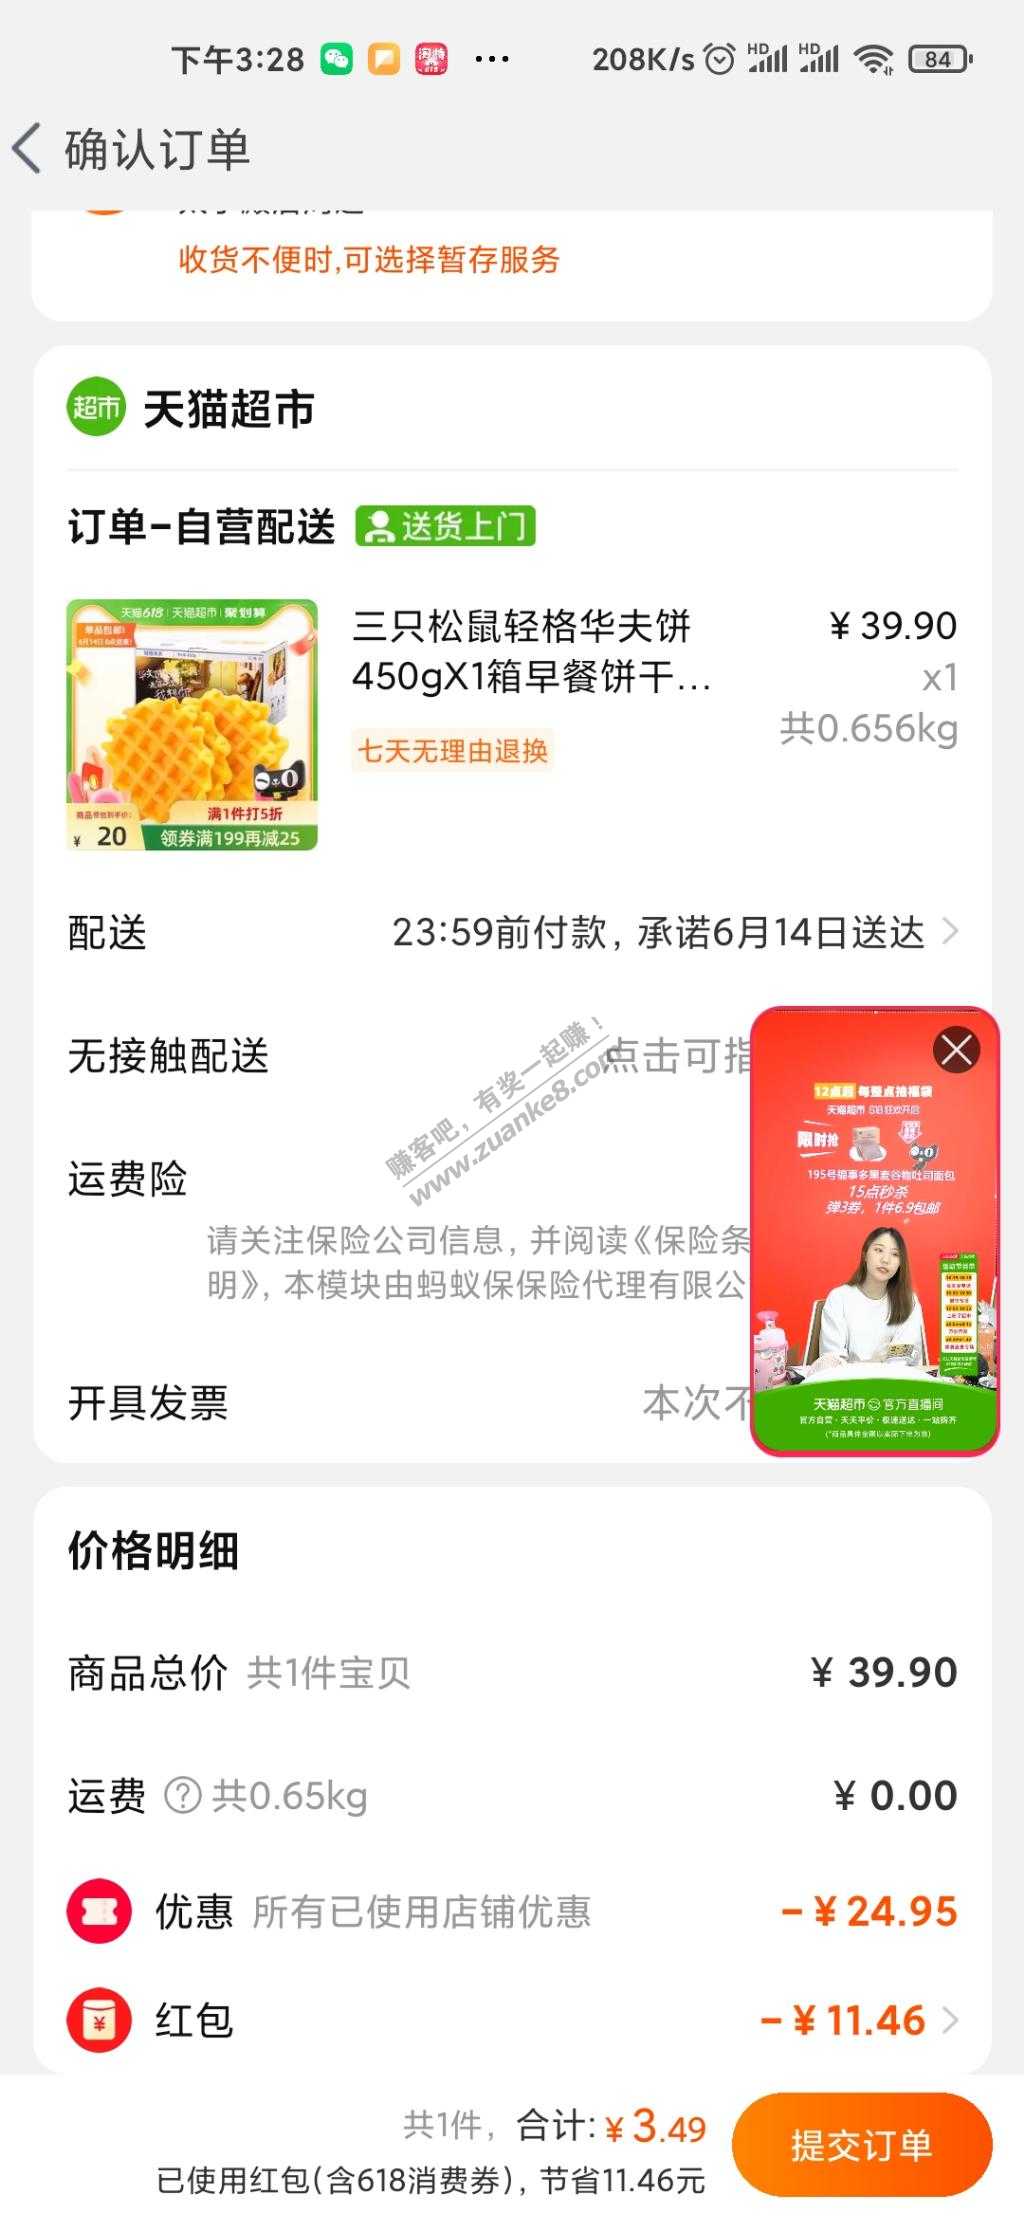 下午3:28
208K/s
HD
HD
84
确认订单
收货不便时,可选择暂存服务
超市
天猫超市
订单-自营配送
送货上门
天猫618 | 天猫超市 | 聚划算
单品包邮!
三只松鼠轻格华夫饼
450gX1箱早餐饼干...
¥39.90
x1
共0.656kg
七天无理由退换
满1件打5折
¥ 20
领券满199再减25
配送
23:59前付款，承诺6月14日送达
无接触配送
点击可指
赚客吧，有奖一起赚！
www.zuanke8.com
运费险
请关注保险公司信息，并阅读《保险条
明》，本模块由蚂蚁保保险代理有限公
开具发票
本次不
每整点抽福袋
天猫超市 618狂欢开启
限时抢
195号福事多黑麦谷物吐司面包
15点秒杀
弹3券，1件6.9包邮
天猫超市 官方直播间
官方自营·天天平价·极速送达·一站购齐
价格明细
商品总价 共1件宝贝
¥ 39.90
运费 ? 共0.65kg
¥ 0.00
优惠 所有已使用店铺优惠
-¥24.95
¥
红包
-¥11.46
共1件，合计:¥3.49
已使用红包(含618消费券)，节省11.46元
提交订单